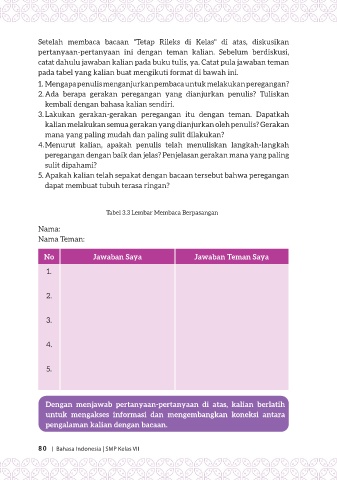 Setelah membaca bacaan "Tetap Rileks di Kelas" di atas, diskusikan
pertanyaan-pertanyaan ini dengan teman kalian. Sebelum berdiskusi,
catat dahulu jawaban kalian pada buku tulis, ya. Catat pula jawaban teman
pada tabel yang kalian buat mengikuti format di bawah ini.
1. Mengapa penulis menganjurkan pembaca untuk melakukan peregangan?
2. Ada berapa gerakan peregangan yang dianjurkan penulis? Tuliskan
kembali dengan bahasa kalian sendiri.
3. Lakukan gerakan-gerakan peregangan itu dengan teman. Dapatkah
kalian melakukan semua gerakan yang dianjurkan oleh penulis? Gerakan
mana yang paling mudah dan paling sulit dilakukan?
4. Menurut kalian, apakah penulis telah menuliskan langkah-langkah
peregangan dengan baik dan jelas? Penjelasan gerakan mana yang paling
sulit dipahami?
5. Apakah kalian telah sepakat dengan bacaan tersebut bahwa peregangan
dapat membuat tubuh terasa ringan?
Tabel 3.3 Lembar Membaca Berpasangan
Nama:
Nama Teman:
No Jawaban Saya Jawaban Teman Saya
1.
2.
3.
4.
5.
Dengan menjawab pertanyaan-pertanyaan di atas, kalian berlatih
untuk mengakses informasi dan mengembangkan koneksi antara
pengalaman kalian dengan bacaan.
80 | Bahasa Indonesia | SMP Kelas VII